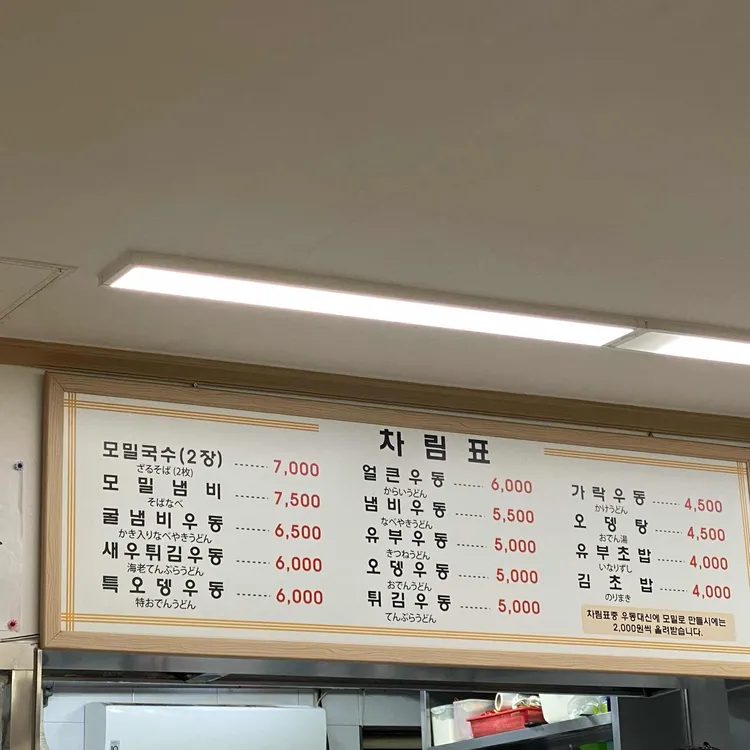 차림표
모밀국수(2장) 7,000
ざるそば(2枚)
모밀냄비 7,500
そばなべ
굴냄비우동 6,500
かき入りなべやきうどん
새우튀김우동 6,000
海老てんぷらうどん
특오뎅우동 6,000
特おでんうどん
얼큰우동 6,000
からいうどん
냄비우동 5,500
なべやきうどん
유부우동 5,000
きつねうどん
오뎅우동 5,000
おでんうどん
튀김우동 5,000
てんぷらうどん
가락우동 4,500
かけうどん
오뎅탕 4,500
おでん湯
유부초밥 4,000
いなりずし
김초밥 4,000
のりまき
차림표중 우동대신에 모밀로 만들시에는
2,000원씩 올려받습니다.